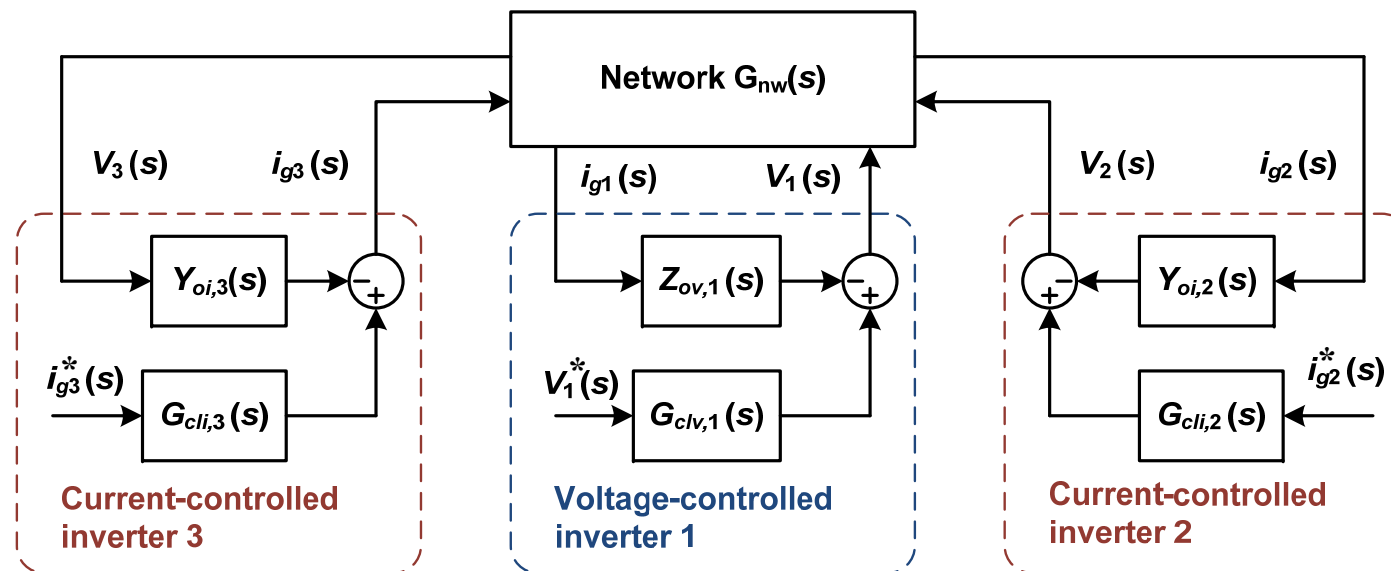 Network G_nw(s)
V_3(s)
i_g3(s)
i_g1(s)
V_1(s)
V_2(s)
i_g2(s)
Y_oi,3(s)
−
+
Z_ov,1(s)
−
+
−
+
Y_oi,2(s)
i*_g3(s)
G_cli,3(s)
V_1*(s)
G_clv,1(s)
G_cli,2(s)
i*_g2(s)
Current-controlled
inverter 3
Voltage-controlled
inverter 1
Current-controlled
inverter 2